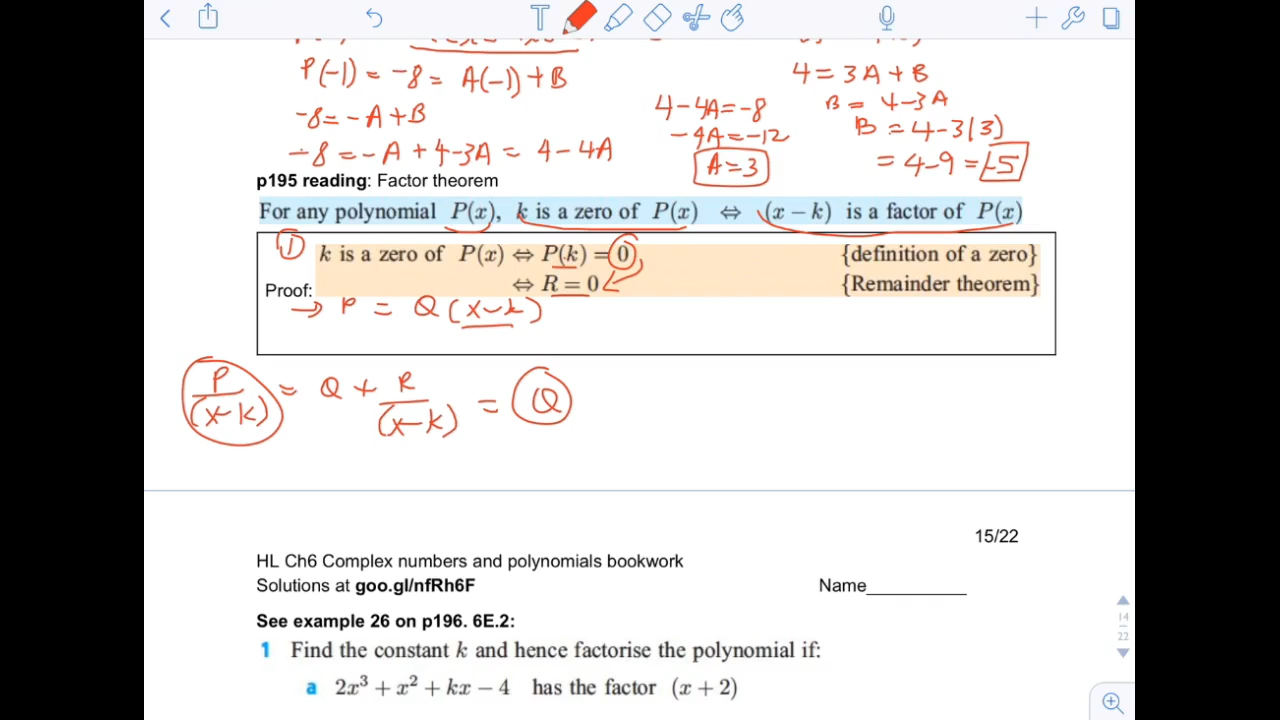 P(-1) = -8 = A(-1) + B
4 = 3A + B
-8 = -A + B
4 - 4A = -8
B = 4 - 3A
-4A = -12
B = 4 - 3(3)
-8 = -A + 4 - 3A = 4 - 4A
A = 3
= 4 - 9 = -5
p195 reading: Factor theorem
For any polynomial P(x), k is a zero of P(x) ⇔ (x − k) is a factor of P(x)
① k is a zero of P(x) ⇔ P(k) = 0 {definition of a zero}
Proof: ⇔ R = 0 {Remainder theorem}
→ P = Q(x-k)
P/(x-k) = Q + R/(x-k) = Q
15/22
HL Ch6 Complex numbers and polynomials bookwork
Solutions at goo.gl/nfRh6F Name__________
See example 26 on p196. 6E.2:
1 Find the constant k and hence factorise the polynomial if:
a 2x³ + x² + kx − 4 has the factor (x + 2)
14
22